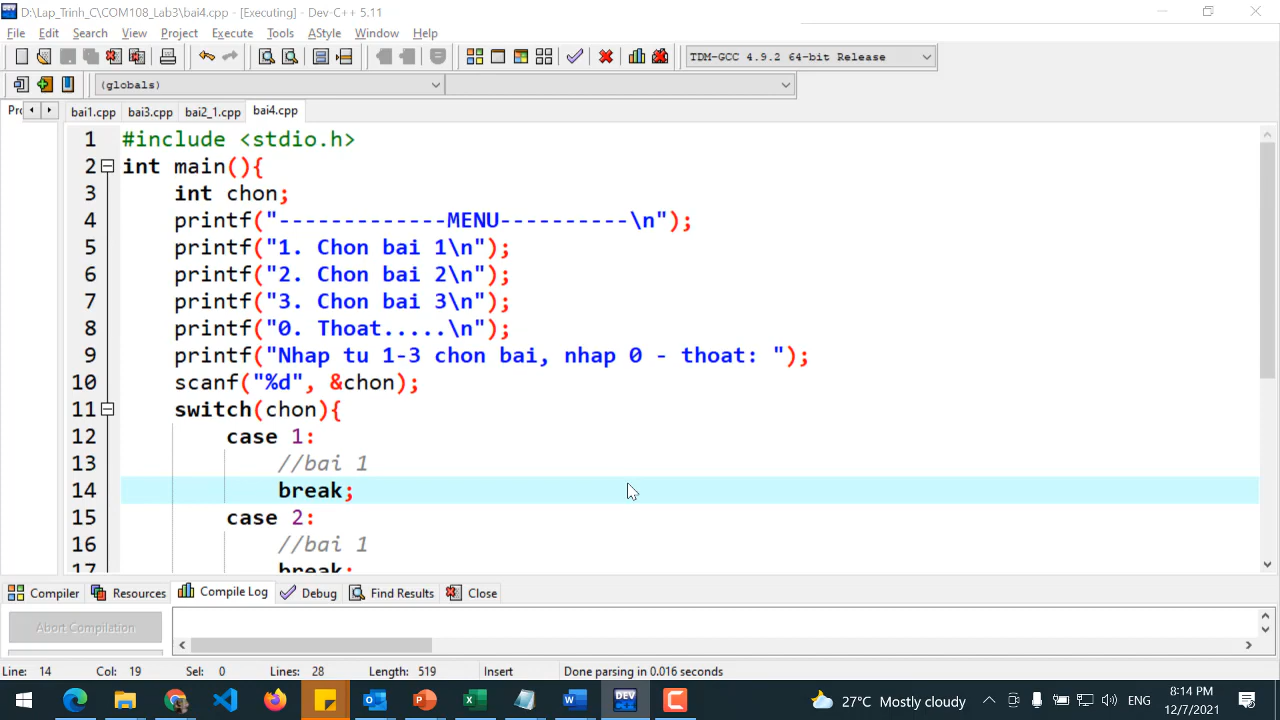 D:\Lap_Trinh_C\COM108_Lab3\bai4.cpp - [Executing] - Dev-C++ 5.11
File Edit Search View Project Execute Tools AStyle Window Help
TDM-GCC 4.9.2 64-bit Release
(globals)
Prc bai1.cpp bai3.cpp bai2_1.cpp bai4.cpp
1 #include <stdio.h>
2 int main(){
3 int chon;
4 printf("-------------MENU----------\n");
5 printf("1. Chon bai 1\n");
6 printf("2. Chon bai 2\n");
7 printf("3. Chon bai 3\n");
8 printf("0. Thoat.....\n");
9 printf("Nhap tu 1-3 chon bai, nhap 0 - thoat: ");
10 scanf("%d", &chon);
11 switch(chon){
12 case 1:
13 //bai 1
14 break;
15 case 2:
16 //bai 1
17 break;
Compiler Resources Compile Log Debug Find Results Close
Abort Compilation
Line: 14 Col: 19 Sel: 0 Lines: 28 Length: 519 Insert Done parsing in 0.016 seconds
DEV
27°C Mostly cloudy ENG 8:14 PM
12/7/2021